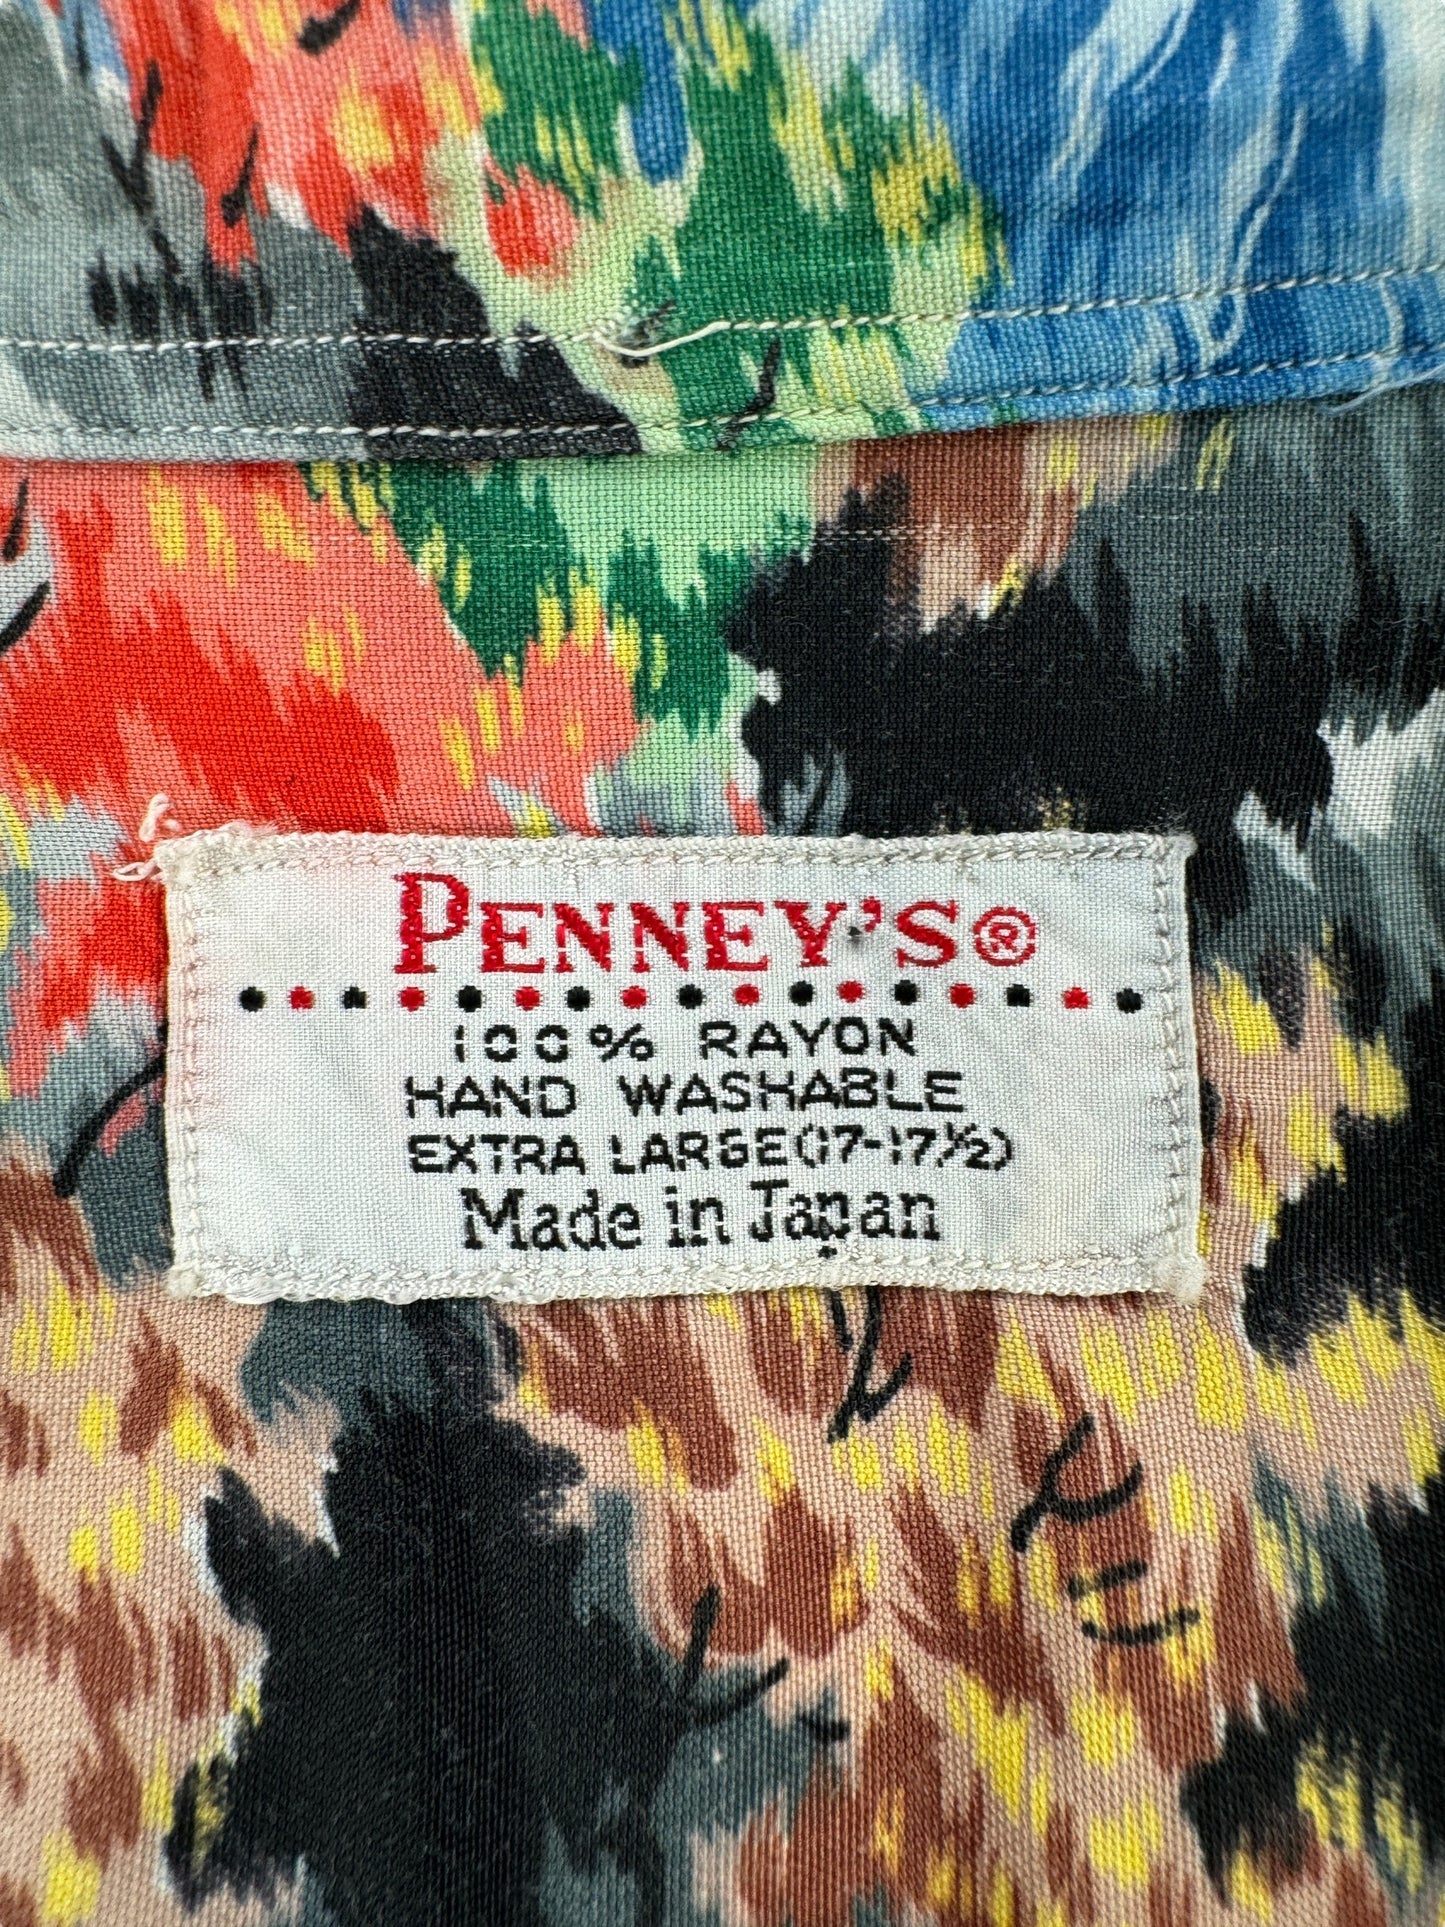 PENNEY'S®
100% RAYON
HAND WASHABLE
EXTRA LARGE(17-17½)
Made in Japan